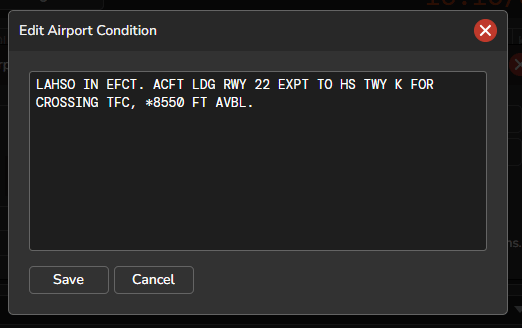 Edit Airport Condition
LAHSO IN EFCT. ACFT LDG RWY 22 EXPT TO HS TWY K FOR
CROSSING TFC, *8550 FT AVBL.
Save
Cancel